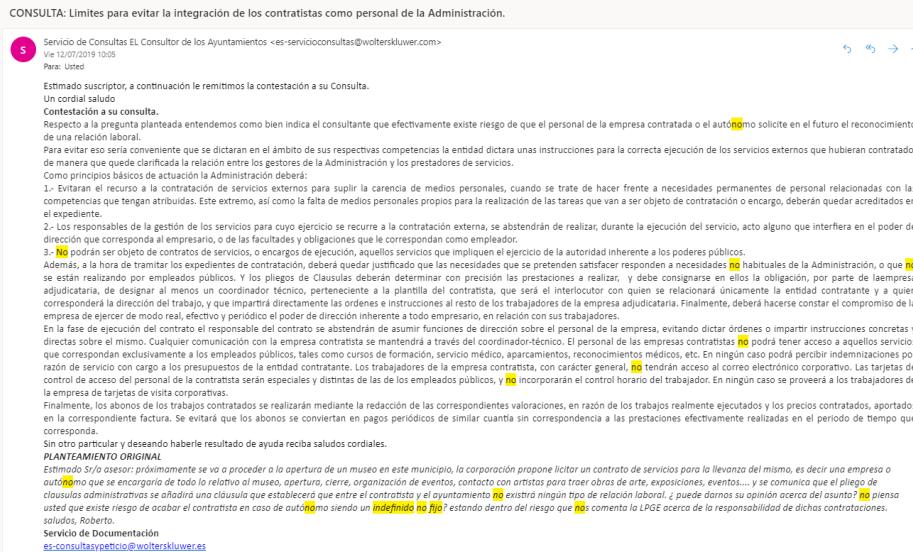 CONSULTA: Limites para evitar la integración de los contratistas como personal de la Administración.
S
Servicio de Consultas EL Consultor de los Ayuntamientos <es-servicioconsultas@wolterskluwer.com>
Vie 12/07/2019 10:05
Para: Usted
Estimado suscriptor, a continuación le remitimos la contestación a su Consulta.
Un cordial saludo
Contestación a su consulta.
Respecto a la pregunta planteada entendemos como bien indica el consultante que efectivamente existe riesgo de que el personal de la empresa contratada o el autónomo solicite en el futuro el reconocimiento
de una relación laboral.
Para evitar eso sería conveniente que se dictaran en el ámbito de sus respectivas competencias la entidad dictara unas instrucciones para la correcta ejecución de los servicios externos que hubieran contratado
de manera que quede clarificada la relación entre los gestores de la Administración y los prestadores de servicios.
Como principios básicos de actuación la Administración deberá:
1.- Evitaran el recurso a la contratación de servicios externos para suplir la carencia de medios personales, cuando se trate de hacer frente a necesidades permanentes de personal relacionadas con la
competencias que tengan atribuidas. Este extremo, así como la falta de medios personales propios para la realización de las tareas que van a ser objeto de contratación o encargo, deberán quedar acreditados e
el expediente.
2.- Los responsables de la gestión de los servicios para cuyo ejercicio se recurre a la contratación externa, se abstendrán de realizar, durante la ejecución del servicio, acto alguno que interfiera en el poder d
dirección que corresponda al empresario, o de las facultades y obligaciones que le correspondan como empleador.
3.- No podrán ser objeto de contratos de servicios, o encargos de ejecución, aquellos servicios que impliquen el ejercicio de la autoridad inherente a los poderes públicos.
Además, a la hora de tramitar los expedientes de contratación, deberá quedar justificado que las necesidades que se pretenden satisfacer responden a necesidades no habituales de la Administración, o que no
se están realizando por empleados públicos. Y los pliegos de Clausulas deberán determinar con precisión las prestaciones a realizar, y debe consignarse en ellos la obligación, por parte de laempresa
adjudicataria, de designar al menos un coordinador técnico, perteneciente a la plantilla del contratista, que será el interlocutor con quien se relacionará únicamente la entidad contratante y a quie
corresponderá la dirección del trabajo, y que impartirá directamente las ordenes e instrucciones al resto de los trabajadores de la empresa adjudicataria. Finalmente, deberá hacerse constar el compromiso de l
empresa de ejercer de modo real, efectivo y periódico el poder de dirección inherente a todo empresario, en relación con sus trabajadores.
En la fase de ejecución del contrato el responsable del contrato se abstendrán de asumir funciones de dirección sobre el personal de la empresa, evitando dictar órdenes o impartir instrucciones concretas y
directas sobre el mismo. Cualquier comunicación con la empresa contratista se mantendrá a través del coordinador-técnico. El personal de las empresas contratistas no podrá tener acceso a aquellos servicio
que correspondan exclusivamente a los empleados públicos, tales como cursos de formación, servicio médico, aparcamientos, reconocimientos médicos, etc. En ningún caso podrá percibir indemnizaciones po
razón de servicio con cargo a los presupuestos de la entidad contratante. Los trabajadores de la empresa contratista, con carácter general, no tendrán acceso al correo electrónico corporativo. Las tarjetas de
control de acceso del personal de la contratista serán especiales y distintas de las de los empleados públicos, y no incorporarán el control horario del trabajador. En ningún caso se proveerá a los trabajadores d
la empresa de tarjetas de visita corporativas.
Finalmente, los abonos de los trabajos contratados se realizarán mediante la redacción de las correspondientes valoraciones, en razón de los trabajos realmente ejecutados y los precios contratados, aportado
en la correspondiente factura. Se evitará que los abonos se conviertan en pagos periódicos de similar cuantía sin correspondencia a las prestaciones efectivamente realizadas en el periodo de tiempo que
corresponda.
Sin otro particular y deseando haberle resultado de ayuda reciba saludos cordiales.
PLANTEAMIENTO ORIGINAL
Estimado Sr/a asesor: próximamente se va a proceder a la apertura de un museo en este municipio, la corporación propone licitar un contrato de servicios para la llevanza del mismo, es decir una empresa o
autónomo que se encargaría de todo lo relativo al museo, apertura, cierre, organización de eventos, contacto con artistas para traer obras de arte, exposiciones, eventos.... y se comunica que el pliego de
clausulas administrativas se añadirá una cláusula que establecerá que entre el contratista y el ayuntamiento no existirá ningún tipo de relación laboral. ¿ puede darnos su opinión acerca del asunto? no piensa
usted que existe riesgo de acabar el contratista en caso de autónomo siendo un indefinido no fijo? estando dentro del riesgo que nos comenta la LPGE acerca de la responsabilidad de dichas contrataciones.
saludos, Roberto.
Servicio de Documentación
es-consultasypeticio@wolterskluwer.es